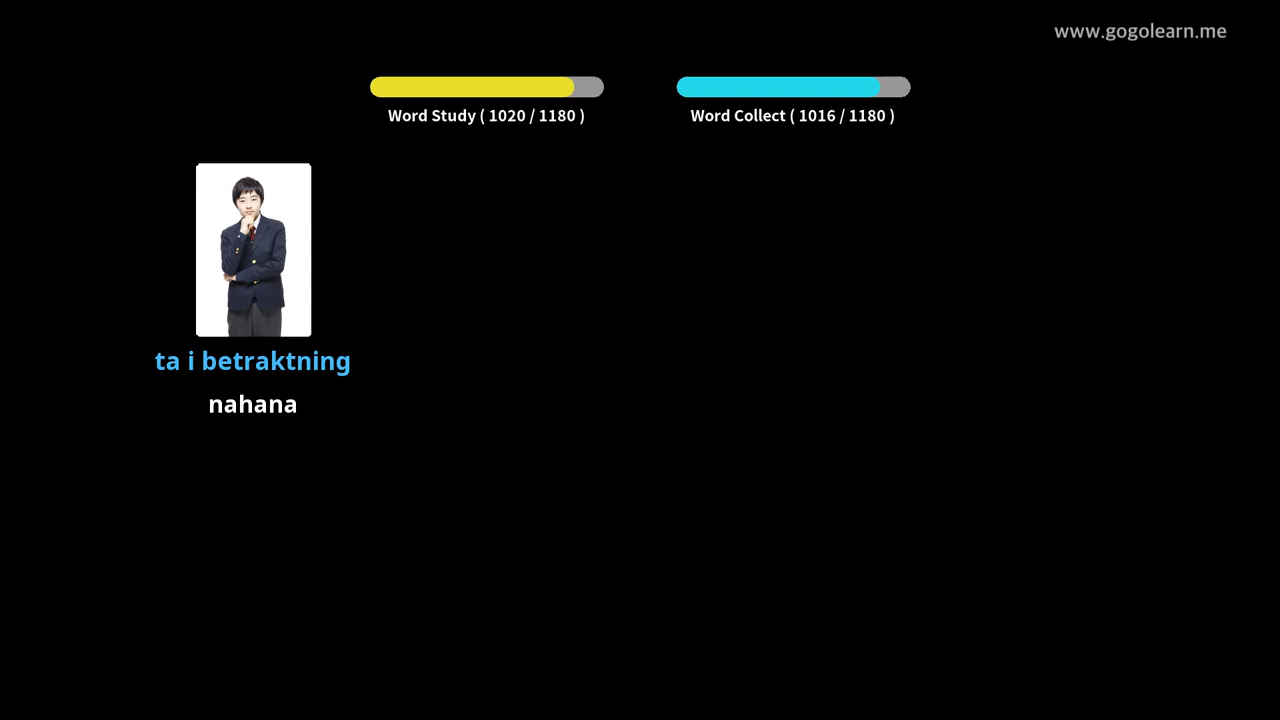 www.gogolearn.me
Word Study ( 1020 / 1180 )
Word Collect ( 1016 / 1180 )
ta i betraktning
nahana